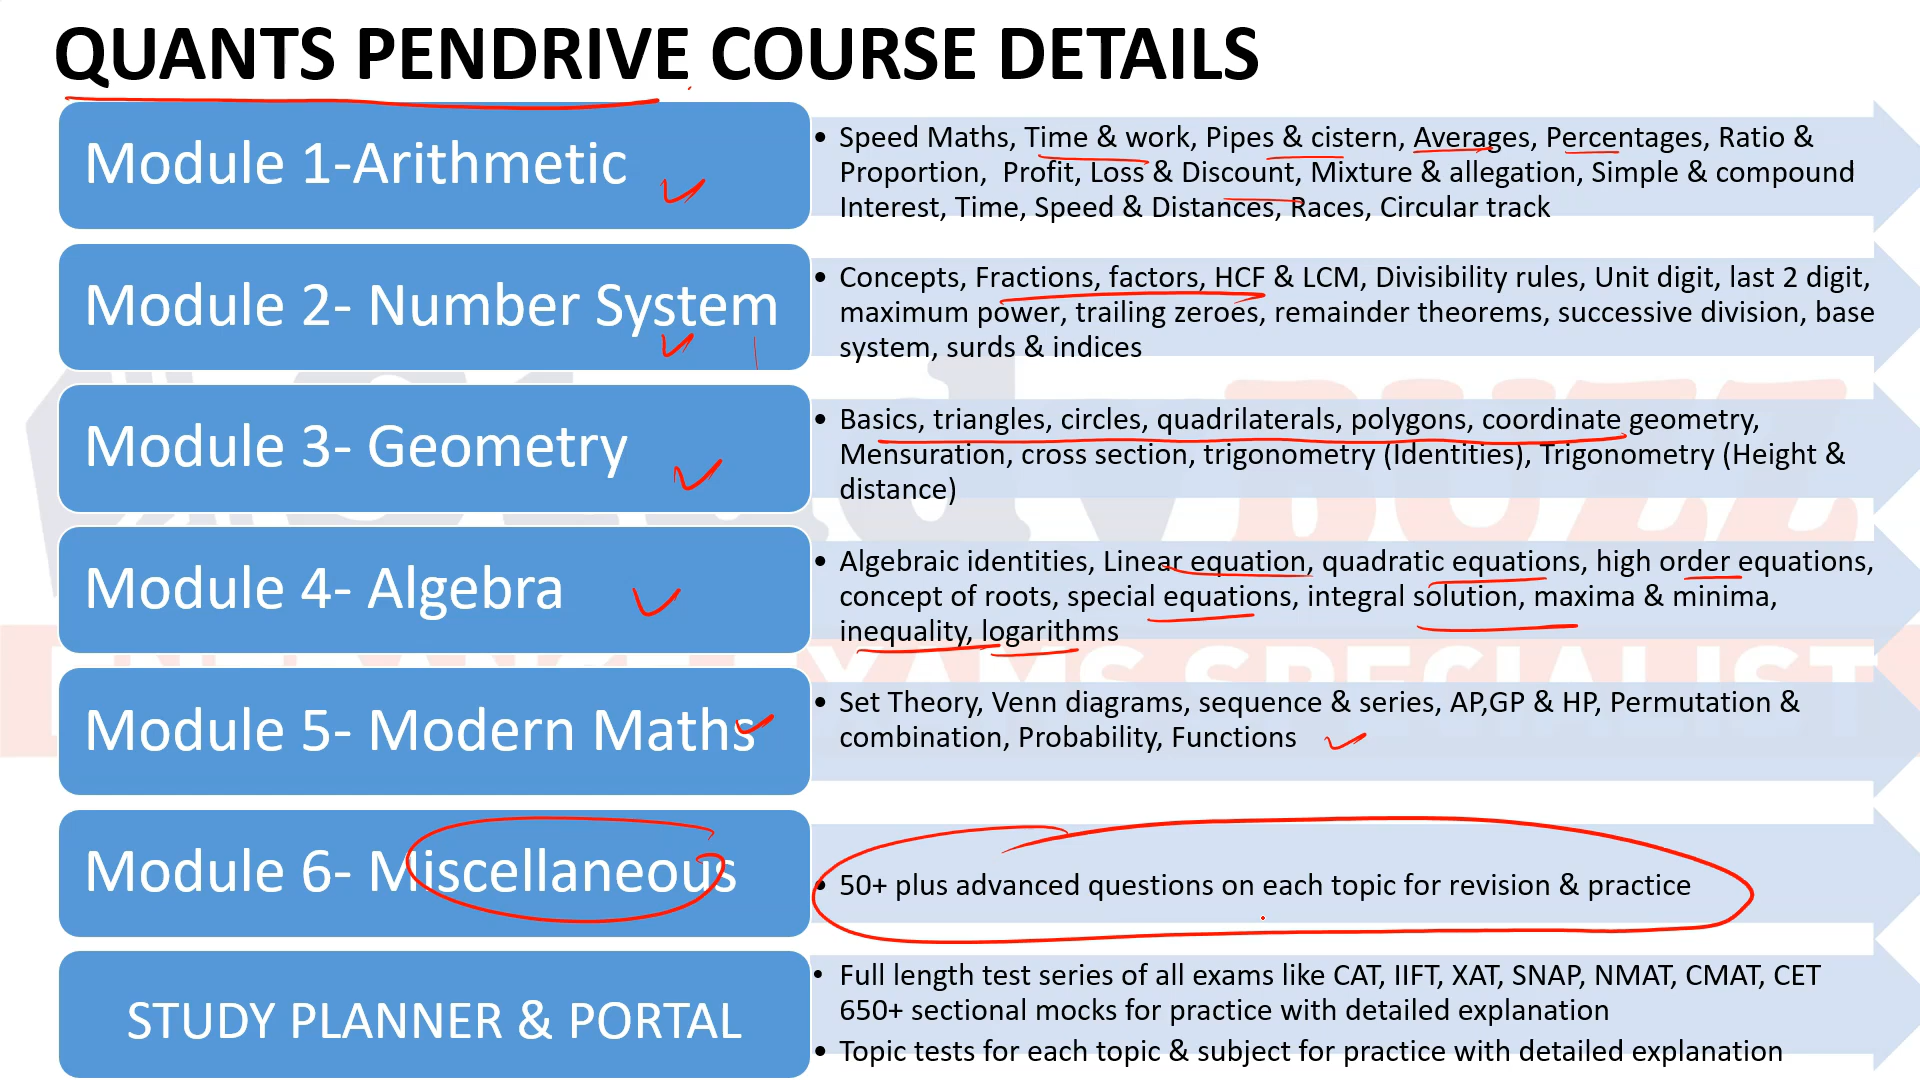 QUANTS PENDRIVE COURSE DETAILS
Module 1-Arithmetic
• Speed Maths, Time & work, Pipes & cistern, Averages, Percentages, Ratio &
Proportion,  Profit, Loss & Discount, Mixture & allegation, Simple & compound
Interest, Time, Speed & Distances, Races, Circular track
Module 2- Number System
• Concepts, Fractions, factors, HCF & LCM, Divisibility rules, Unit digit, last 2 digit,
maximum power, trailing zeroes, remainder theorems, successive division, base
system, surds & indices
Module 3- Geometry
• Basics, triangles, circles, quadrilaterals, polygons, coordinate geometry,
Mensuration, cross section, trigonometry (Identities), Trigonometry (Height &
distance)
Module 4- Algebra
• Algebraic identities, Linear equation, quadratic equations, high order equations,
concept of roots, special equations, integral solution, maxima & minima,
inequality, logarithms
Module 5- Modern Maths
• Set Theory, Venn diagrams, sequence & series, AP,GP & HP, Permutation &
combination, Probability, Functions
Module 6- Miscellaneous
• 50+ plus advanced questions on each topic for revision & practice
STUDY PLANNER & PORTAL
• Full length test series of all exams like CAT, IIFT, XAT, SNAP, NMAT, CMAT, CET
650+ sectional mocks for practice with detailed explanation
• Topic tests for each topic & subject for practice with detailed explanation
BUZZ
EXAMS SPECIALIST